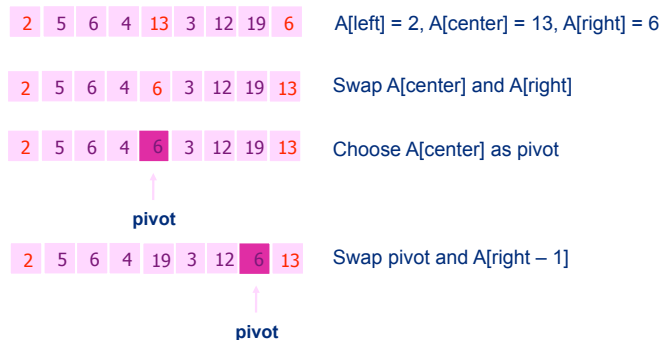 2 5 6 4 13 3 12 19 6 A[left] = 2, A[center] = 13, A[right] = 6
2 5 6 4 6 3 12 19 13 Swap A[center] and A[right]
2 5 6 4 6 3 12 19 13 Choose A[center] as pivot
pivot
2 5 6 4 19 3 12 6 13 Swap pivot and A[right – 1]
pivot